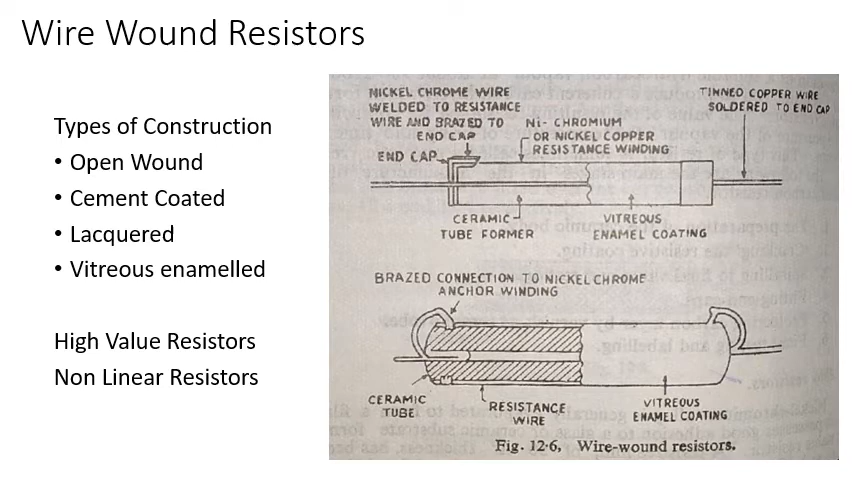 Wire Wound Resistors
Types of Construction
• Open Wound
• Cement Coated
• Lacquered
• Vitreous enamelled
High Value Resistors
Non Linear Resistors
NICKEL CHROME WIRE
WELDED TO RESISTANCE
WIRE AND BRAZED TO
END CAP
END CAP
Ni- CHROMIUM
OR NICKEL COPPER
RESISTANCE WINDING
TINNED COPPER WIRE
SOLDERED TO END CAP
CERAMIC
TUBE FORMER
VITREOUS
ENAMEL COATING
BRAZED CONNECTION TO NICKEL CHROME
ANCHOR WINDING
CERAMIC
TUBE
RESISTANCE
WIRE
VITREOUS
ENAMEL COATING
Fig. 12·6, Wire-wound resistors.